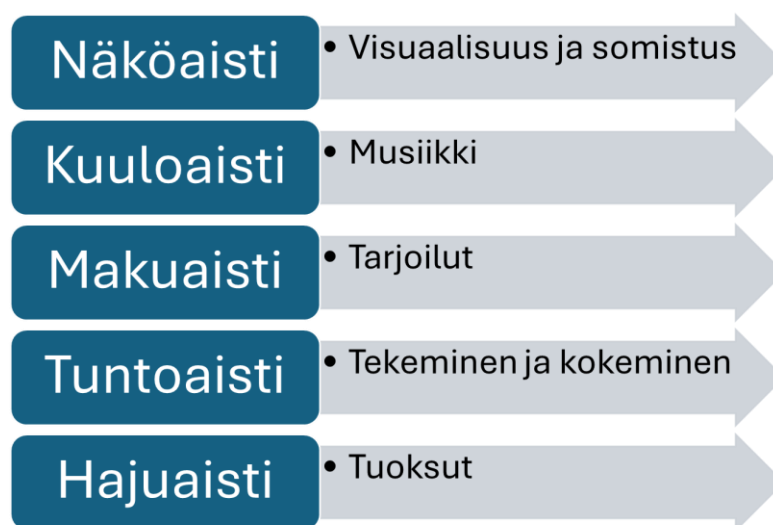 Näköaisti
• Visuaalisuus ja somistus
Kuuloaisti
• Musiikki
Makuaisti
• Tarjoilut
Tuntoaisti
• Tekeminen ja kokeminen
Hajuaisti
• Tuoksut